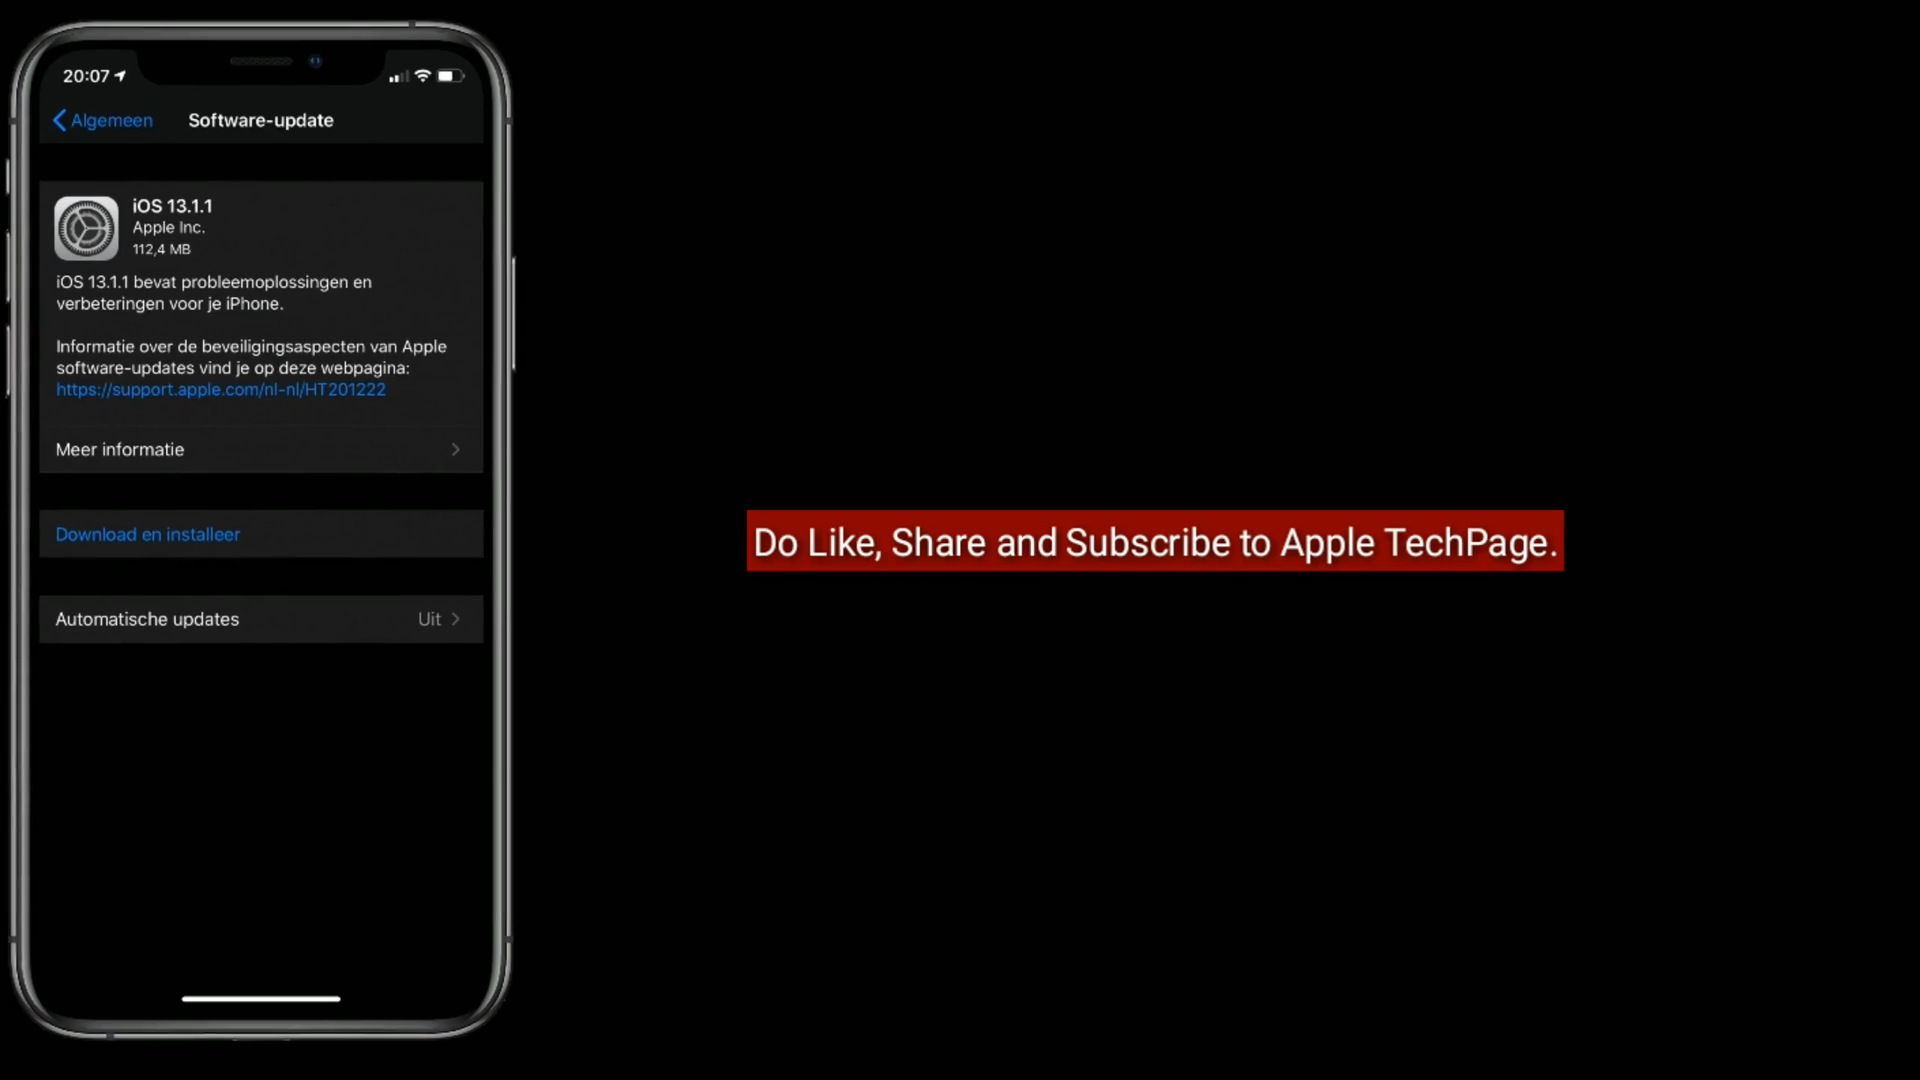 20:07
Algemeen
Software-update
iOS 13.1.1
Apple Inc.
112,4 MB
iOS 13.1.1 bevat probleemoplossingen en
verbeteringen voor je iPhone.
Informatie over de beveiligingsaspecten van Apple
software-updates vind je op deze webpagina:
https://support.apple.com/nl-nl/HT201222
Meer informatie
Download en installeer
Automatische updates Uit
Do Like, Share and Subscribe to Apple TechPage.